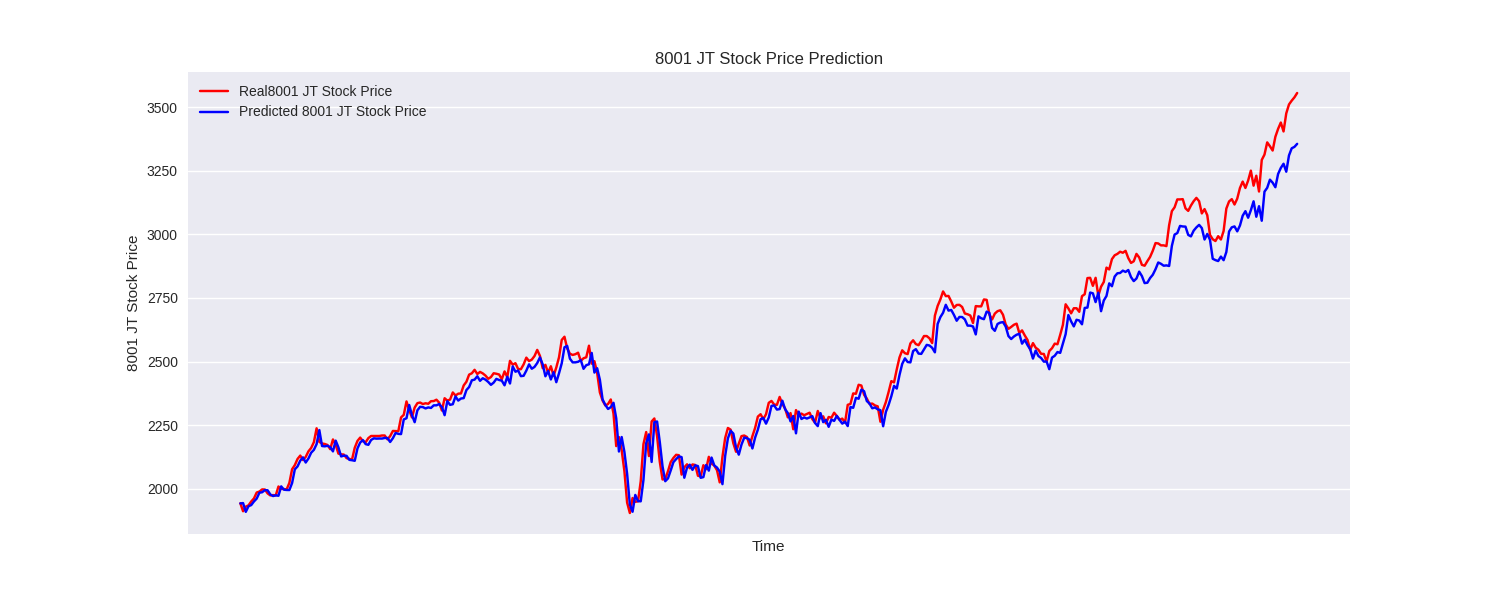 8001 JT Stock Price Prediction
Real8001 JT Stock Price
Predicted 8001 JT Stock Price
3500
3250
3000
2750
2500
2250
2000
8001 JT Stock Price
Time